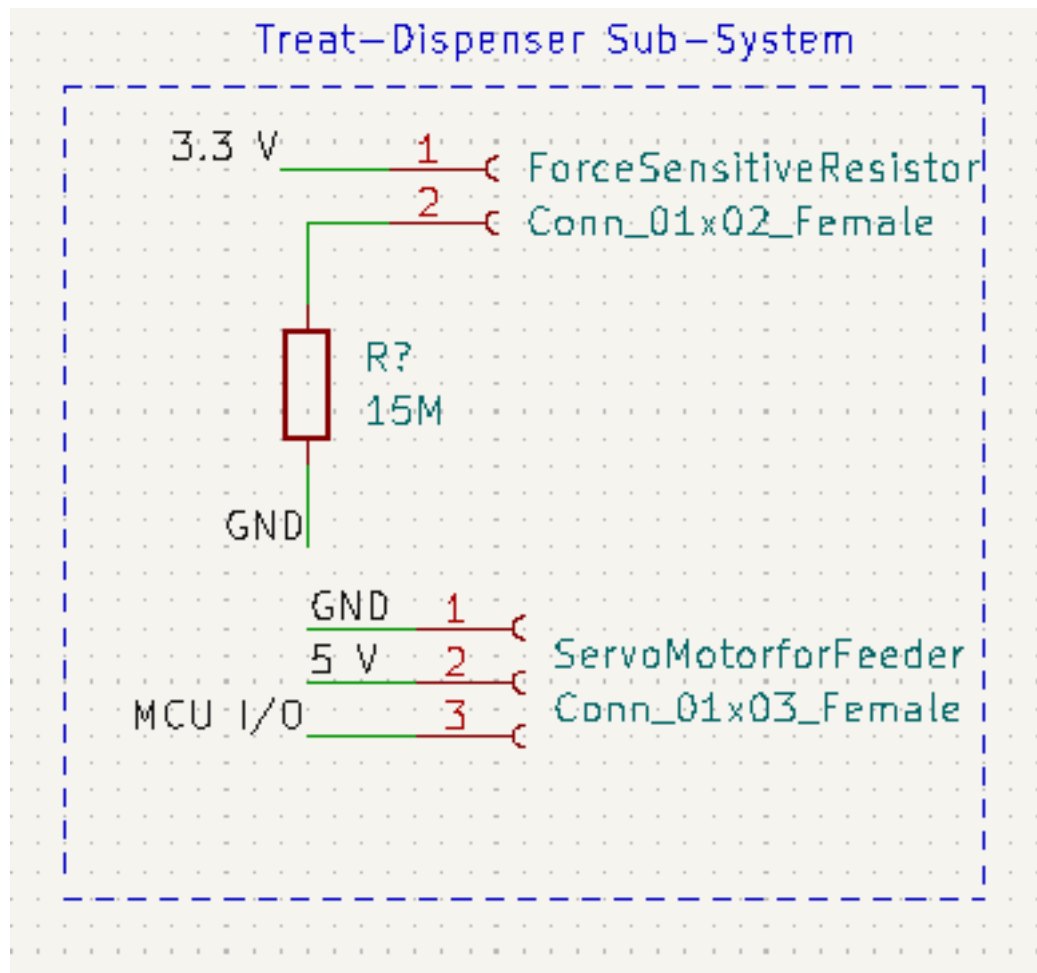 Treat-Dispenser Sub-System
3.3 V
1
ForceSensitiveResistor
2
Conn_01x02_Female
R?
15M
GND
GND
1
5 V
2
ServoMotorforFeeder
MCU I/O
3
Conn_01x03_Female